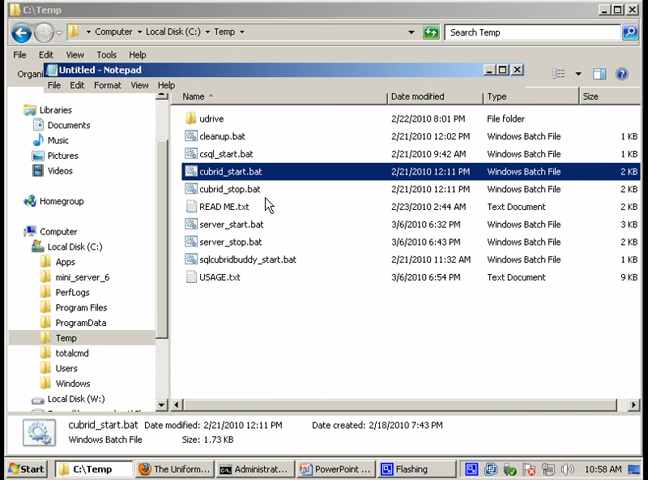 C:\Temp
Computer Local Disk (C:) Temp
Search Temp
File Edit View Tools Help
Organi
Untitled - Notepad
File Edit Format View Help
Name Date modified Type Size
Libraries
Documents
Music
Pictures
Videos
Homegroup
Computer
Local Disk (C:)
Apps
mini_server_6
PerfLogs
Program Files
ProgramData
Temp
totalcmd
Users
Windows
Local Disk (W:)
udrive 2/22/2010 8:01 PM File folder
cleanup.bat 2/21/2010 12:02 PM Windows Batch File 1 KB
csql_start.bat 2/21/2010 9:42 AM Windows Batch File 1 KB
cubrid_start.bat 2/21/2010 12:11 PM Windows Batch File 2 KB
cubrid_stop.bat 2/21/2010 12:11 PM Windows Batch File 2 KB
READ ME.txt 2/23/2010 2:44 AM Text Document 2 KB
server_start.bat 3/6/2010 6:32 PM Windows Batch File 3 KB
server_stop.bat 3/6/2010 6:43 PM Windows Batch File 2 KB
sqlcubridbuddy_start.bat 2/21/2010 11:32 AM Windows Batch File 1 KB
USAGE.txt 3/6/2010 6:54 PM Text Document 9 KB
cubrid_start.bat Date modified: 2/21/2010 12:11 PM Date created: 2/18/2010 7:43 PM
Windows Batch File Size: 1.73 KB
Start C:\Temp The Uniform... Administrat... PowerPoint ... Flashing 10:58 AM